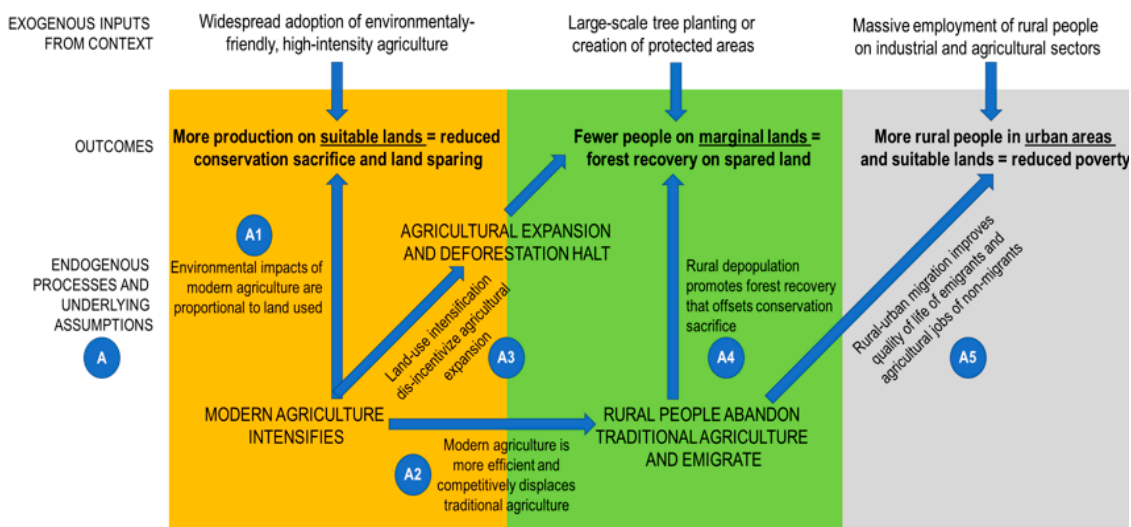 EXOGENOUS INPUTS
FROM CONTEXT
Widespread adoption of environmentaly-
friendly, high-intensity agriculture
Large-scale tree planting or
creation of protected areas
Massive employment of rural people
on industrial and agricultural sectors
OUTCOMES
More production on suitable lands = reduced
conservation sacrifice and land sparing
Fewer people on marginal lands =
forest recovery on spared land
More rural people in urban areas
and suitable lands = reduced poverty
ENDOGENOUS
PROCESSES AND
UNDERLYING
ASSUMPTIONS
A
A1
Environmental impacts of
modern agriculture are
proportional to land used
AGRICULTURAL EXPANSION
AND DEFORESTATION HALT
Land-use intensification
dis-incentivize agricultural
expansion
A3
Rural depopulation
promotes forest recovery
that offsets conservation
sacrifice
A4
Rural-urban migration improves
quality of life of emigrants and
agricultural jobs of non-migrants
A5
MODERN AGRICULTURE
INTENSIFIES
RURAL PEOPLE ABANDON
TRADITIONAL AGRICULTURE
AND EMIGRATE
A2
Modern agriculture is
more efficient and
competitively displaces
traditional agriculture